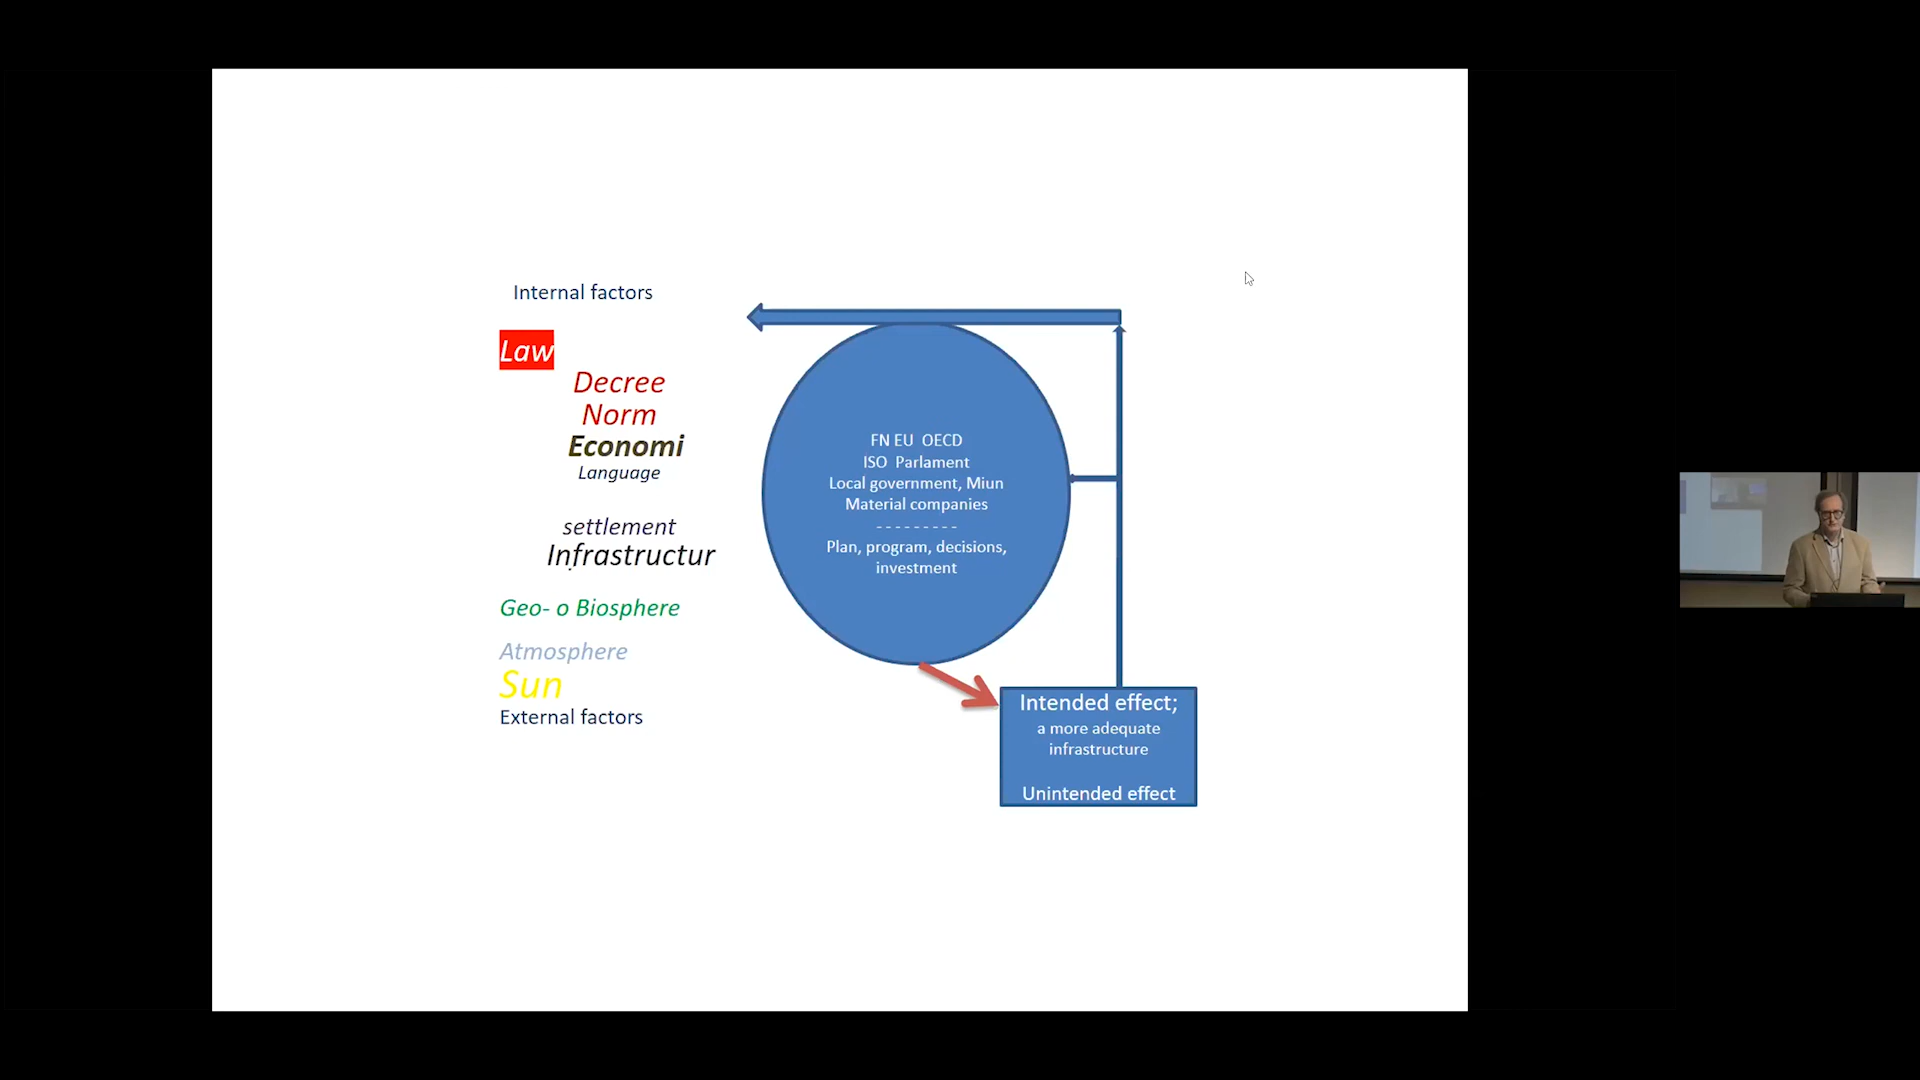 Internal factors
Law
Decree
Norm
Economi
Language
settlement
Infrastructur
.
Geo- o Biosphere
Atmosphere
Sun
External factors
FN EU  OECD
ISO  Parlament
Local government, Miun
Material companies
- - - - - - - - -
Plan, program, decisions,
investment
Intended effect;
a more adequate
infrastructure
Unintended effect